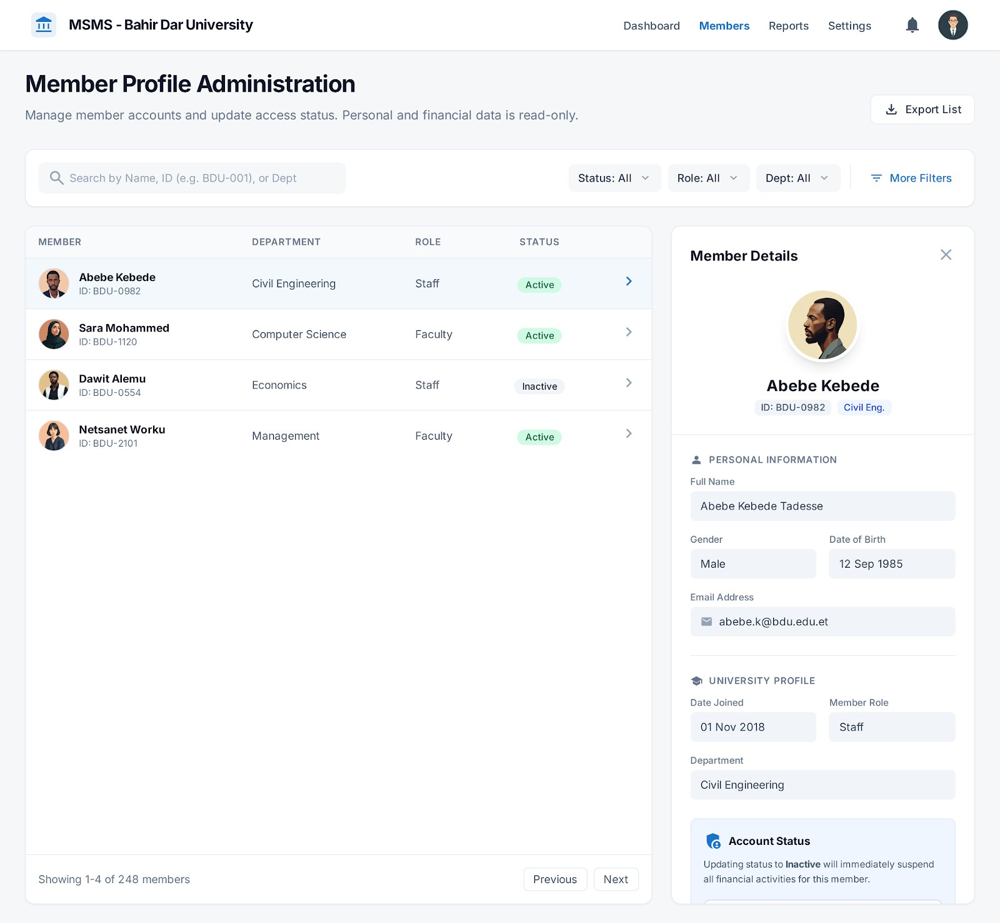 MSMS - Bahir Dar University
Dashboard Members Reports Settings
Member Profile Administration
Manage member accounts and update access status. Personal and financial data is read-only.
Export List
Search by Name, ID (e.g. BDU-001), or Dept
Status: All Role: All Dept: All More Filters
MEMBER DEPARTMENT ROLE STATUS
Abebe Kebede
ID: BDU-0982
Civil Engineering Staff Active
Sara Mohammed
ID: BDU-1120
Computer Science Faculty Active
Dawit Alemu
ID: BDU-0554
Economics Staff Inactive
Netsanet Worku
ID: BDU-2101
Management Faculty Active
Showing 1-4 of 248 members
Previous Next
Member Details
Abebe Kebede
ID: BDU-0982 Civil Eng.
PERSONAL INFORMATION
Full Name
Abebe Kebede Tadesse
Gender Date of Birth
Male 12 Sep 1985
Email Address
abebe.k@bdu.edu.et
UNIVERSITY PROFILE
Date Joined Member Role
01 Nov 2018 Staff
Department
Civil Engineering
Account Status
Updating status to Inactive will immediately suspend
all financial activities for this member.